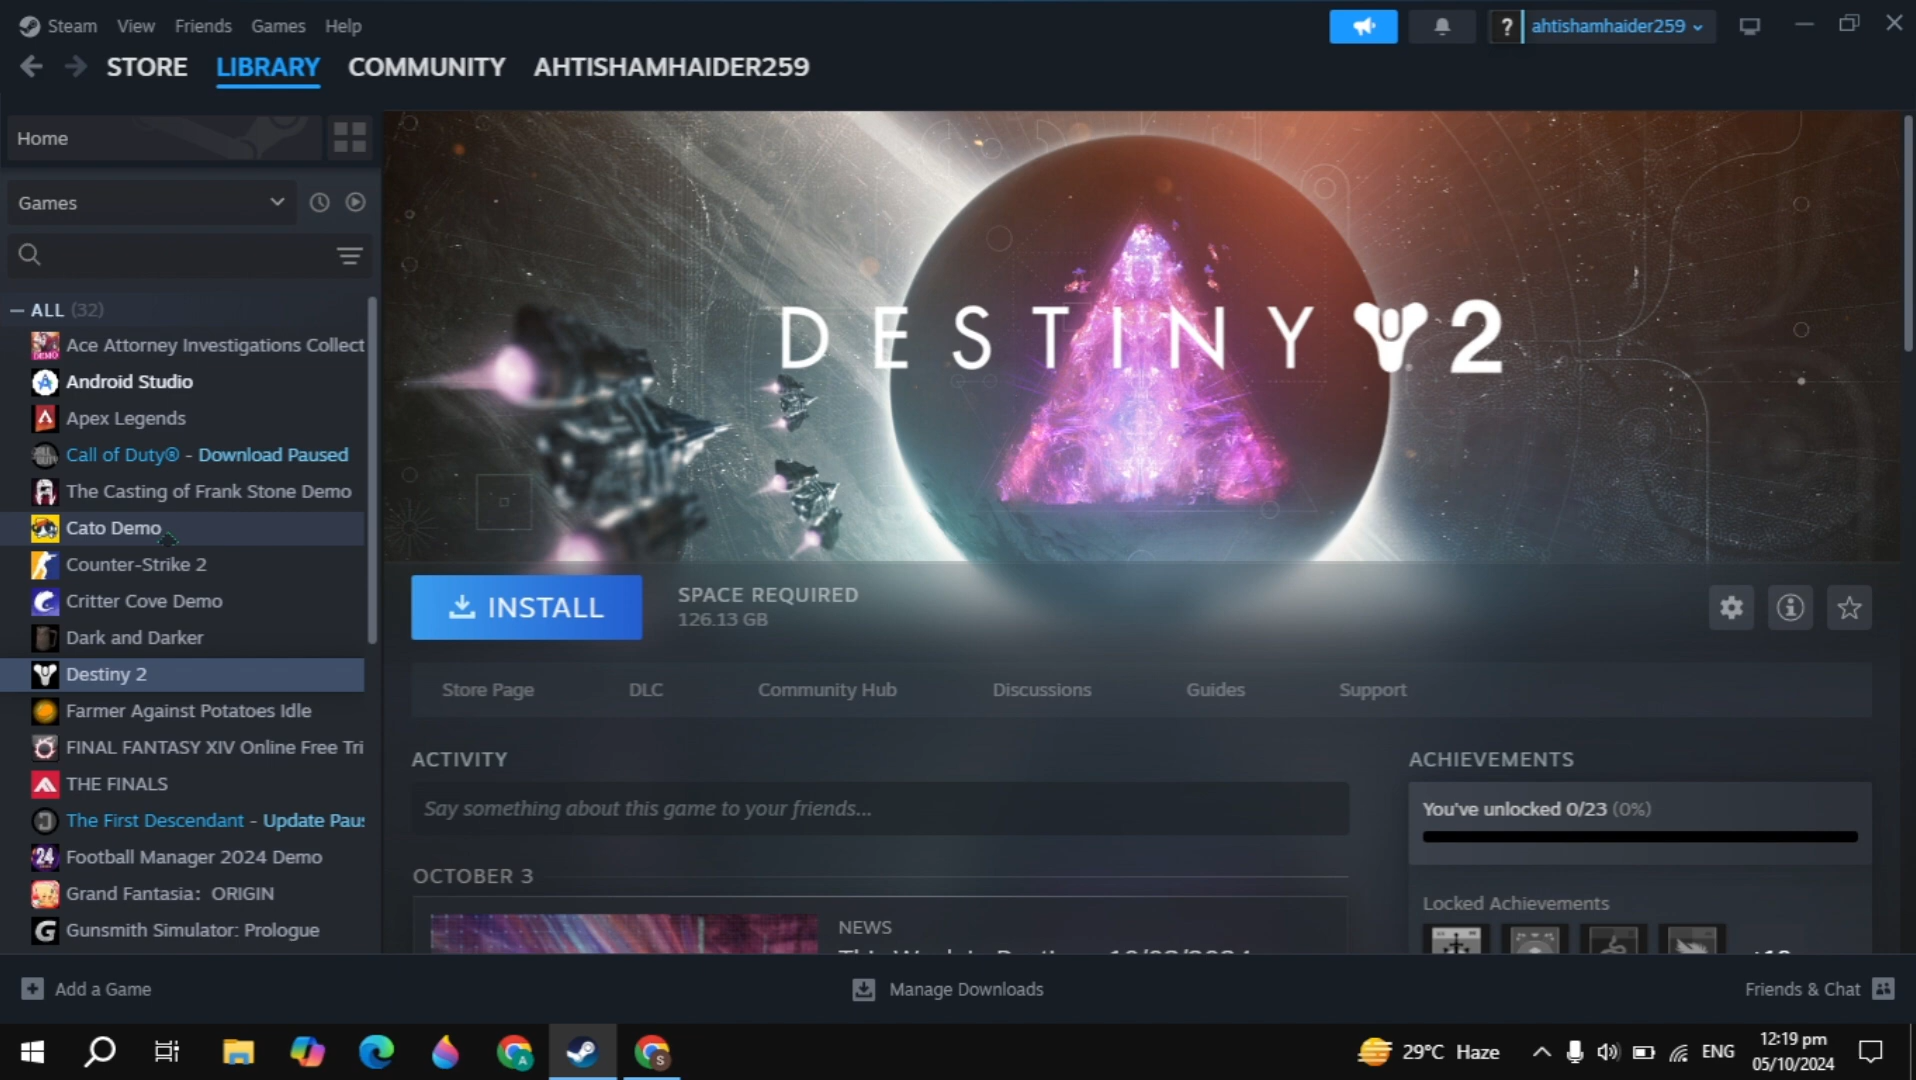 Steam View Friends Games Help
? ahtishamhaider259
STORE LIBRARY COMMUNITY AHTISHAMHAIDER259
Home
Games
ALL (32)
Ace Attorney Investigations Collect
Android Studio
Apex Legends
Call of Duty® - Download Paused
The Casting of Frank Stone Demo
Cato Demo
Counter-Strike 2
Critter Cove Demo
Dark and Darker
Destiny 2
Farmer Against Potatoes Idle
FINAL FANTASY XIV Online Free Tri
THE FINALS
The First Descendant - Update Pau
Football Manager 2024 Demo
Grand Fantasia: ORIGIN
Gunsmith Simulator: Prologue
DESTINY 2
INSTALL
SPACE REQUIRED
126.13 GB
Store Page DLC Community Hub Discussions Guides Support
ACTIVITY
Say something about this game to your friends...
OCTOBER 3
NEWS
ACHIEVEMENTS
You've unlocked 0/23 (0%)
Locked Achievements
Add a Game
Manage Downloads
Friends & Chat
29°C Haze
ENG
12:19 pm
05/10/2024